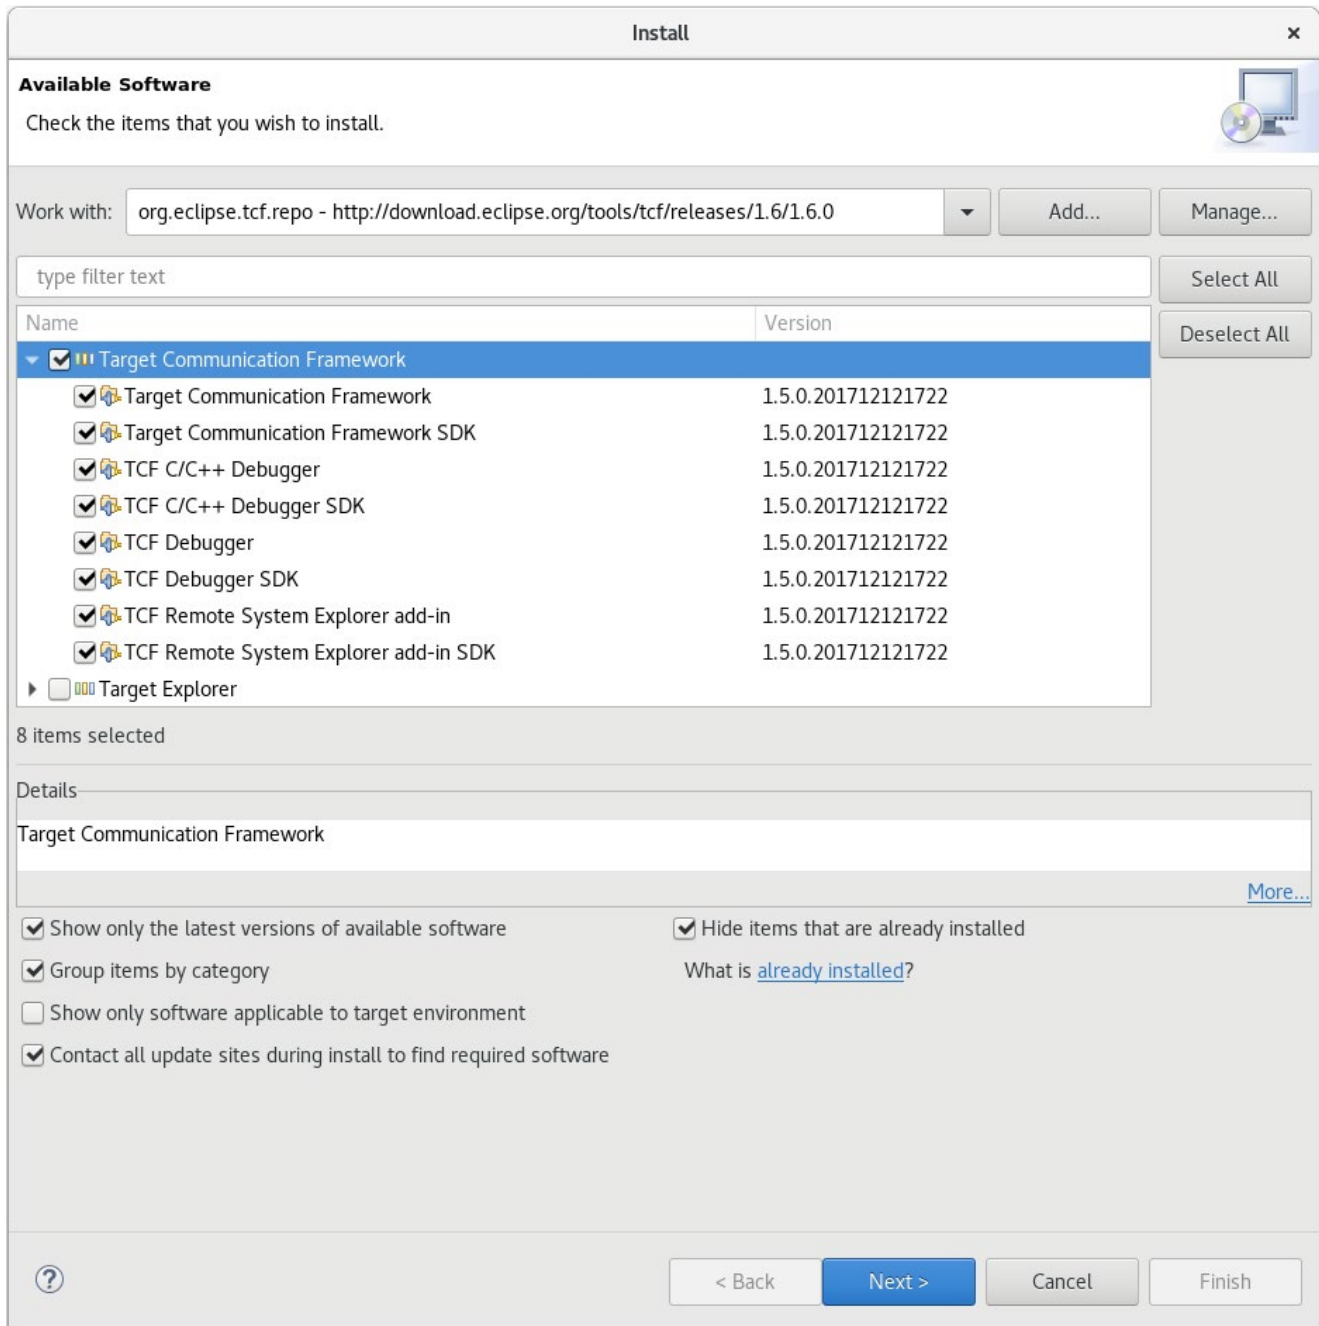 Install
Available Software
Check the items that you wish to install.
Work with: org.eclipse.tcf.repo - http://download.eclipse.org/tools/tcf/releases/1.6/1.6.0 Add... Manage...
type filter text Select All
Name Version Deselect All
Target Communication Framework
Target Communication Framework 1.5.0.201712121722
Target Communication Framework SDK 1.5.0.201712121722
TCF C/C++ Debugger 1.5.0.201712121722
TCF C/C++ Debugger SDK 1.5.0.201712121722
TCF Debugger 1.5.0.201712121722
TCF Debugger SDK 1.5.0.201712121722
TCF Remote System Explorer add-in 1.5.0.201712121722
TCF Remote System Explorer add-in SDK 1.5.0.201712121722
Target Explorer
8 items selected
Details
Target Communication Framework
More...
Show only the latest versions of available software Hide items that are already installed
Group items by category What is already installed?
Show only software applicable to target environment
Contact all update sites during install to find required software
? < Back Next > Cancel Finish